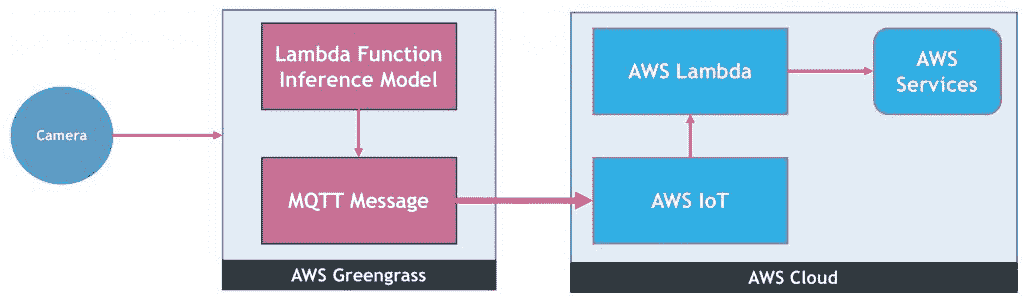 Camera
Lambda Function
Inference Model
MQTT Message
AWS Greengrass
AWS Lambda
AWS
Services
AWS IoT
AWS Cloud